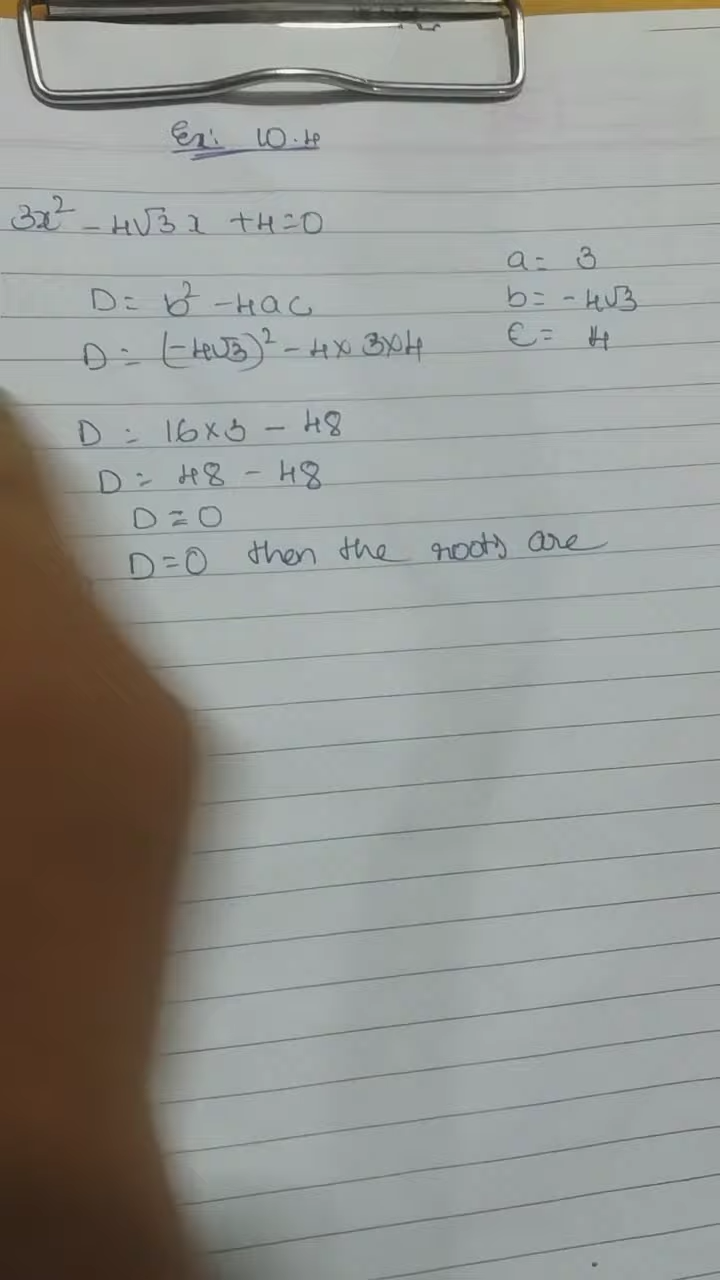 Ex: 10.4
3x² - 4√3 x + 4 = 0
a = 3
D = b² - 4ac
b = - 4√3
D = (-4√3)² - 4 × 3 × 4
c = 4
D = 16 × 3 - 48
D = 48 - 48
D = 0
D = 0 then the roots are